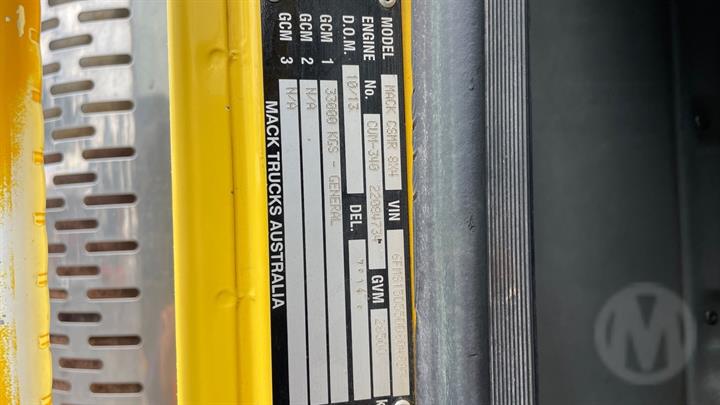 MODEL MACK CSMR 8X4 VIN
ENGINE No. CUM-340 22094734 GVM
D.O.M. 10/13 DEL.
GCM 1 33000 KGS - GENERAL
GCM 2 N/A
GCM 3 N/A
MACK TRUCKS AUSTRALIA
M